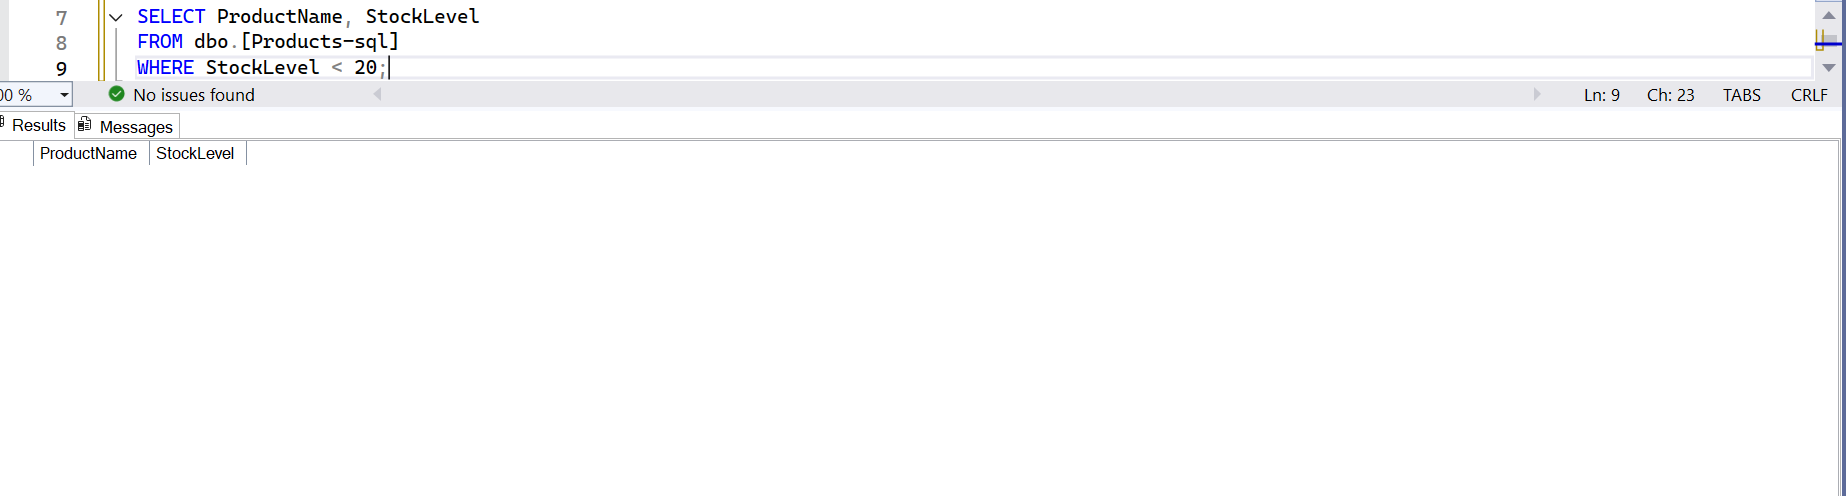 7 SELECT ProductName, StockLevel
8 FROM dbo.[Products-sql]
9 WHERE StockLevel < 20;
00 % No issues found Ln: 9 Ch: 23 TABS CRLF
Results Messages
ProductName StockLevel